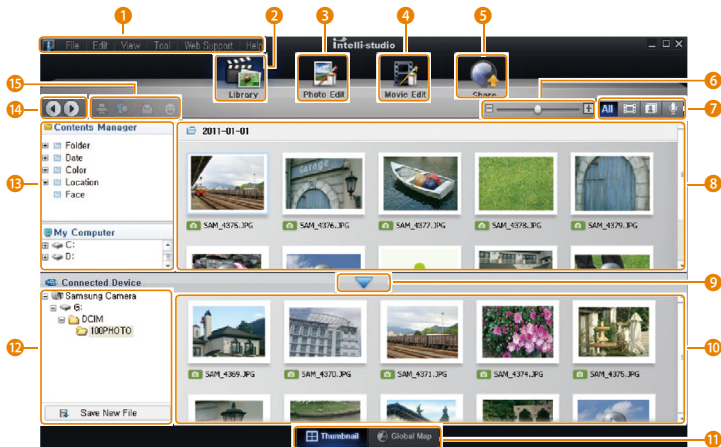 1
2
3
4
5
File Edit View Tool Web Support Help
intelli-studio
Library
Photo Edit
Movie Edit
Share
6
15
14
7
All
Contents Manager
2011-01-01
Folder
Date
Color
Location
Face
13
8
SAM_4375.JPG
SAM_4376.JPG
SAM_4377.JPG
SAM_4378.JPG
SAM_4379.JPG
My Computer
C:
D:
Connected Device
9
Samsung Camera
G:
DCIM
100PHOTO
12
10
SAM_4369.JPG
SAM_4370.JPG
SAM_4371.JPG
SAM_4374.JPG
SAM_4375.JPG
Save New File
Thumbnail
Global Map
11